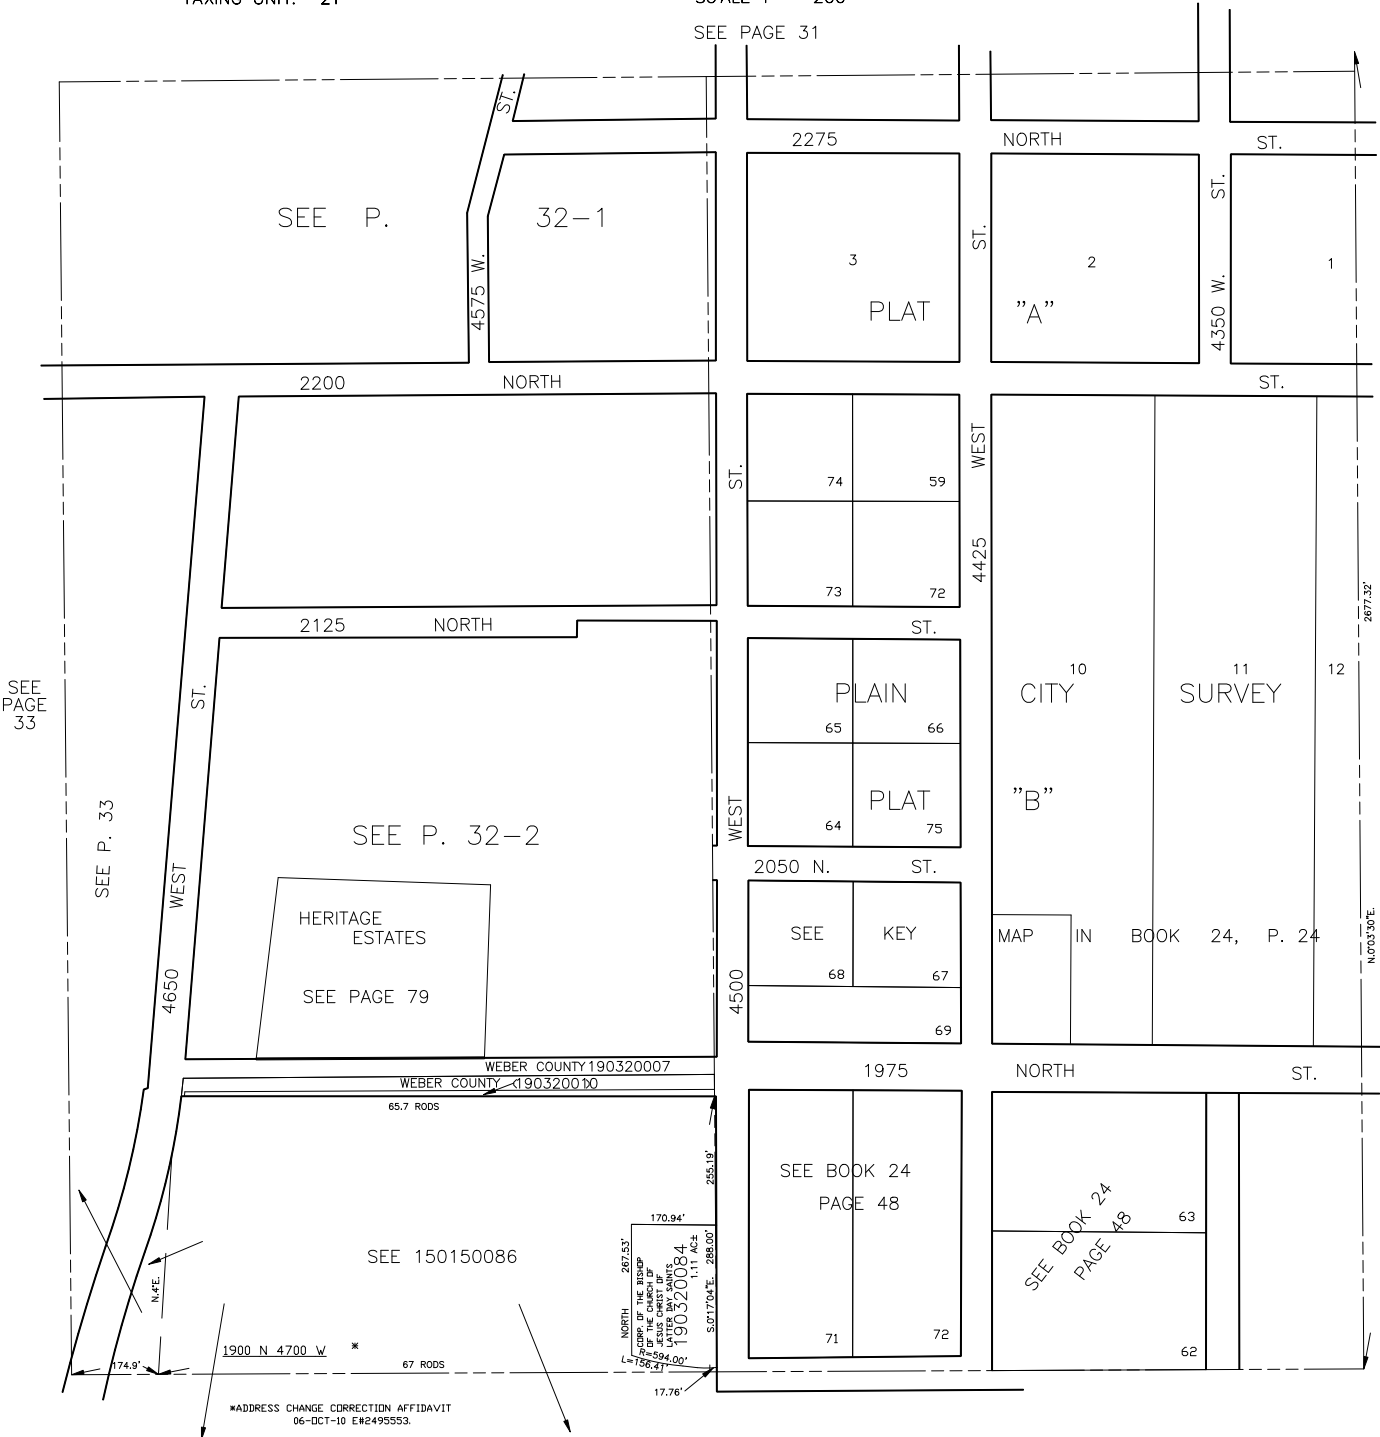 TAXING UNIT: 21
SCALE 1" 200'
SEE PAGE 31
ST.
2275 NORTH ST.
SEE P. 32-1
4575 W.
ST.
ST.
4350 W.
3
2
1
PLAT "A"
2200 NORTH ST.
ST.
WEST
74
59
4425
73
72
2125 NORTH ST.
2677.32'
SEE
PAGE
33
ST.
10
11
12
PLAIN CITY SURVEY
65
66
SEE P. 33
SEE P. 32-2
WEST
PLAT "B"
64
75
2050 N. ST.
WEST
HERITAGE
ESTATES
SEE KEY MAP IN BOOK 24, P. 24
N.0°03'30"E.
68
67
4650
SEE PAGE 79
4500
69
WEBER COUNTY 190320007
WEBER COUNTY 190320010
1975 NORTH ST.
65.7 RODS
255.19'
SEE BOOK 24
PAGE 48
SEE BOOK 24
PAGE 48
63
170.94'
267.53'
NORTH
CORP. OF THE BISHOP
OF THE CHURCH OF
JESUS CHRIST OF
LATTER DAY SAINTS
190320084
1.11 AC±
S.0°17'04"E. 288.00'
SEE 150150086
N.4°E.
R=594.00'
L=156.41'
71
72
62
1900 N 4700 W *
174.9'
67 RODS
17.76'
*ADDRESS CHANGE CORRECTION AFFIDAVIT
06-OCT-10 E#2495553.